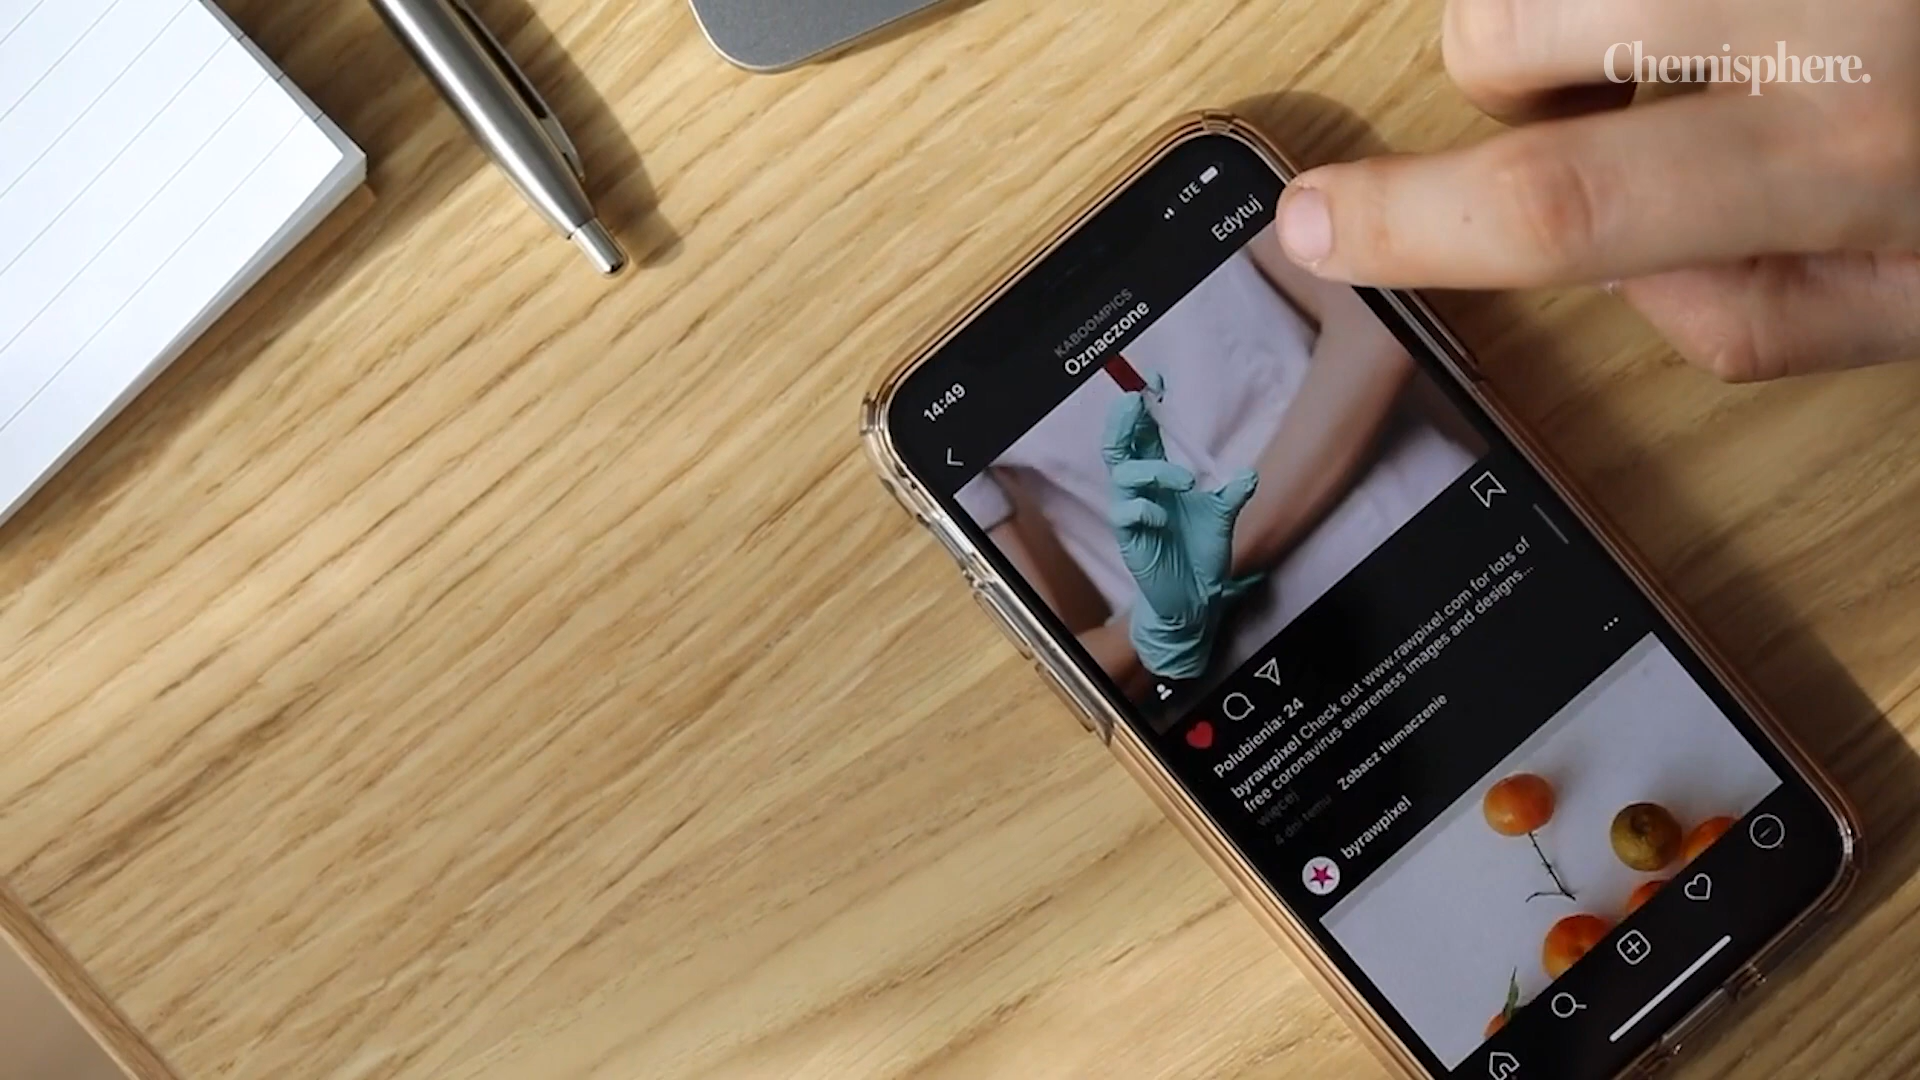 Chemisphere.
14:49
LTE
KABOOMPICS
Oznaczone
Edytuj
Polubienia: 24
byrawpixel Check out www.rawpixel.com for lots of
free coronavirus awareness images and designs...
więcej
4 dni temu Zobacz tłumaczenie
byrawpixel